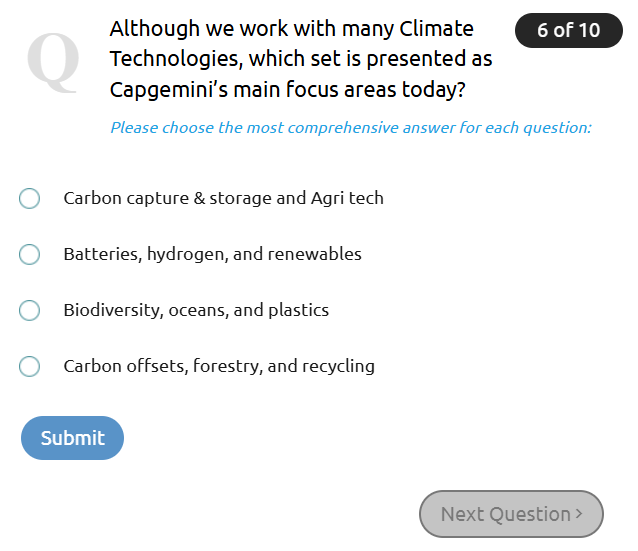 Q
Although we work with many Climate
Technologies, which set is presented as
Capgemini’s main focus areas today?
6 of 10
Please choose the most comprehensive answer for each question:
Carbon capture & storage and Agri tech
Batteries, hydrogen, and renewables
Biodiversity, oceans, and plastics
Carbon offsets, forestry, and recycling
Submit
Next Question ›